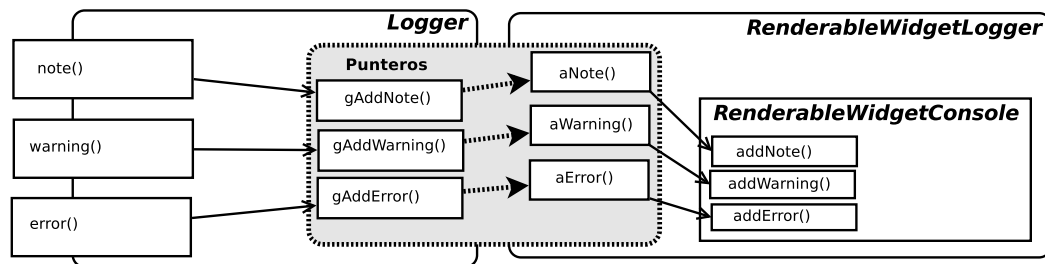 Logger
RenderableWidgetLogger
note()
warning()
error()
Punteros
gAddNote()
gAddWarning()
gAddError()
aNote()
aWarning()
aError()
RenderableWidgetConsole
addNote()
addWarning()
addError()